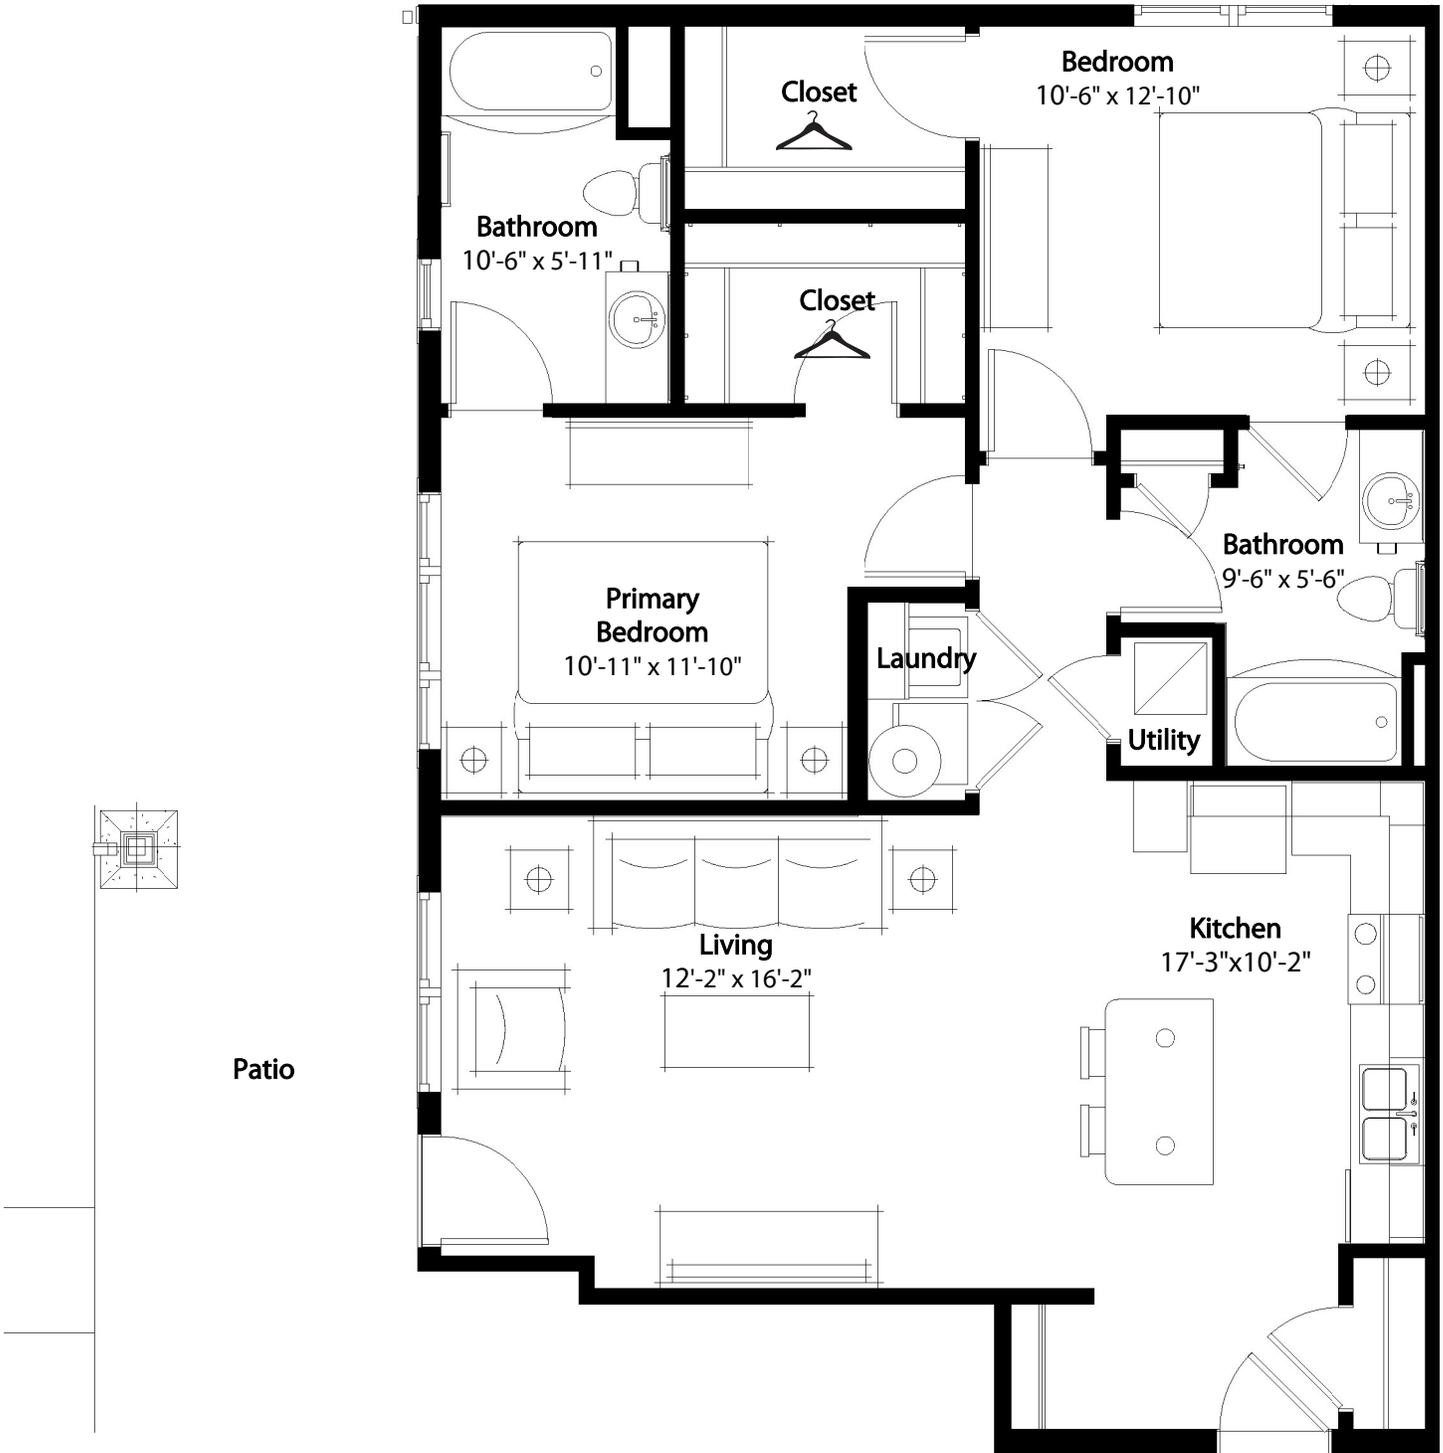 Bedroom
10'-6" x 12'-10"
Closet
Bathroom
10'-6" x 5'-11"
Closet
Bathroom
9'-6" x 5'-6"
Primary
Bedroom
10'-11" x 11'-10"
Laundry
Utility
Kitchen
17'-3"x10'-2"
Living
12'-2" x 16'-2"
Patio